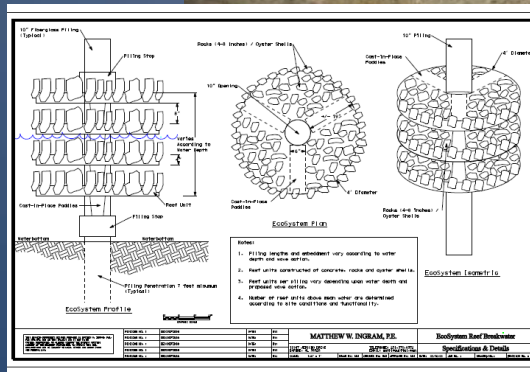 10" Fiberglass Piling
(Typical)
Piling Stop
Varies
According to
Water Depth
Reef Unit
Cast-in-Place Paddles
Piling Stop
Waterbottom
Waterbottom
Piling Penetration 7 feet minumum
(Typical)
EcoSystem Profile
Rocks (4-8 inches) / Oyster Shells
10" Opening
Cast-in-Place
Paddles
4' Diameter
EcoSystem Plan
10" Piling
Cast-in-Place
Paddles
4' Diameter
Rocks (4-8 inches) /
Oyster Shells
EcoSystem Isometric
Notes:
1. Piling lengths and embedment vary according to water
depth and wave action.
2. Reef units constructed of concrete, rocks and oyster shells.
3. Reef units per piling vary depending upon water depth and
proposed wave action.
4. Number of reef units above mean water are determined
according to site conditions and functionality.
MATTHEW W. INGRAM, P.E.
EcoSystem Reef Breakwater
Specifications & Details